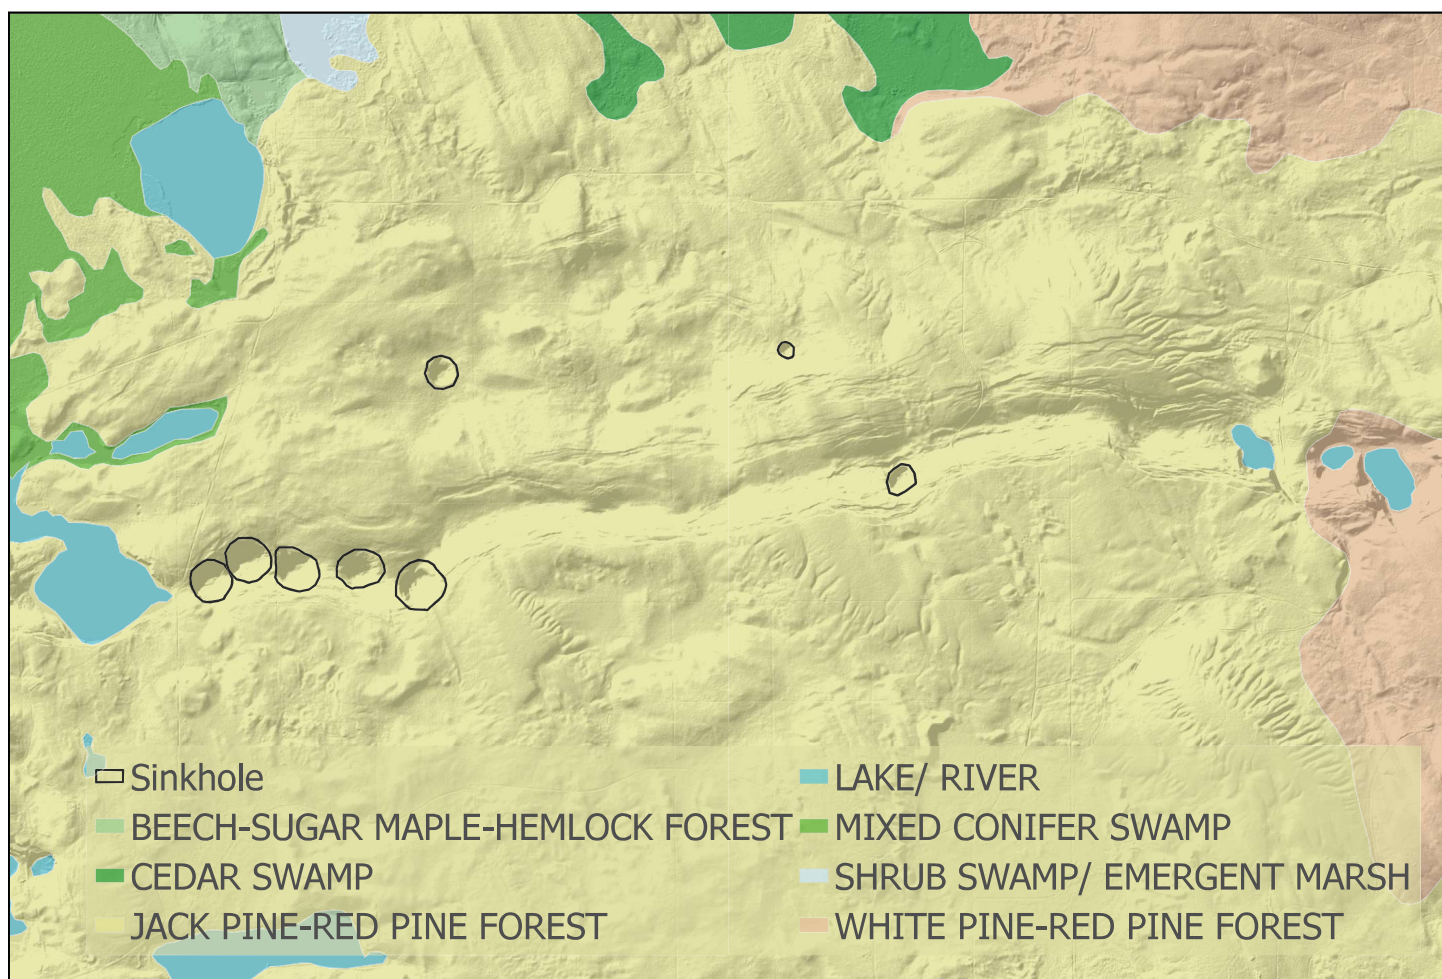 Sinkhole
BEECH-SUGAR MAPLE-HEMLOCK FOREST
CEDAR SWAMP
JACK PINE-RED PINE FOREST
LAKE/ RIVER
MIXED CONIFER SWAMP
SHRUB SWAMP/ EMERGENT MARSH
WHITE PINE-RED PINE FOREST